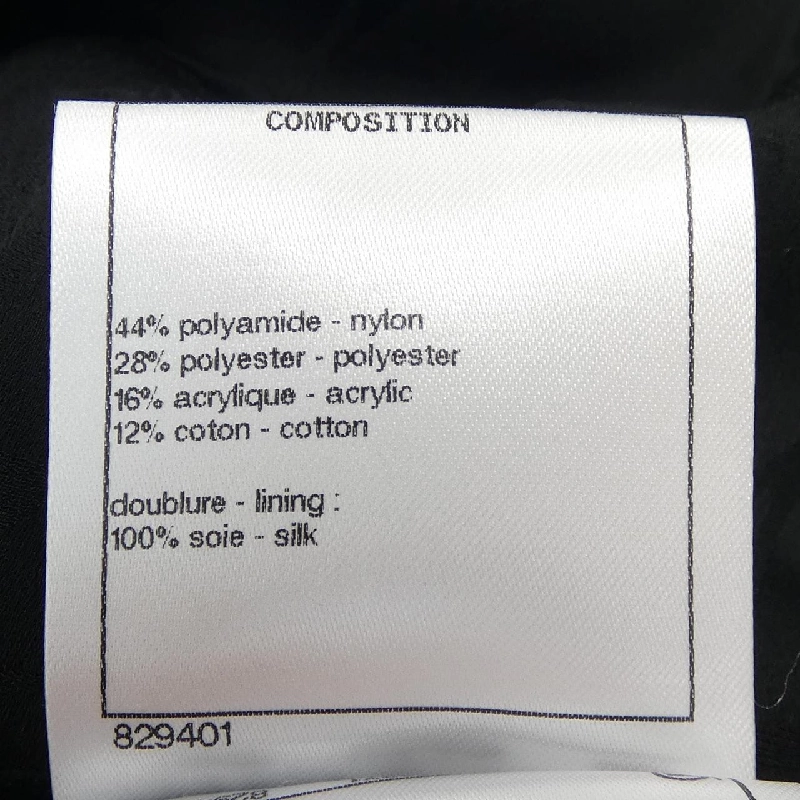 COMPOSITION
44% polyamide - nylon
28% polyester - polyester
16% acrylique - acrylic
12% coton - cotton
doublure - lining :
100% soie - silk
829401